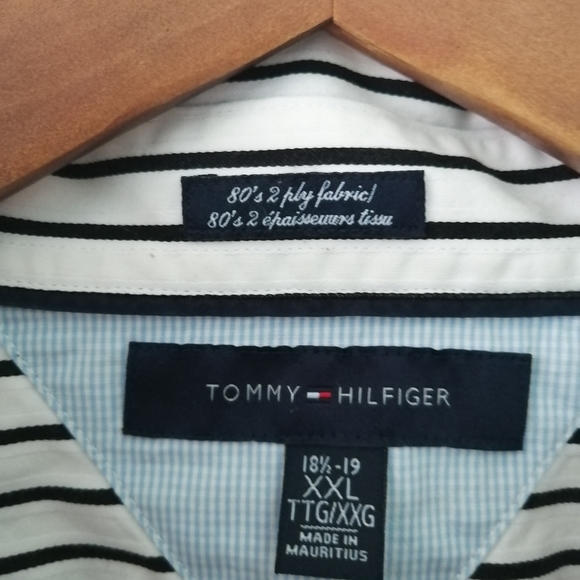 80's 2 ply fabric/
80's 2 épaisseurs tissu
TOMMY HILFIGER
18½-19
XXL
TTG/XXG
MADE IN
MAURITIUS